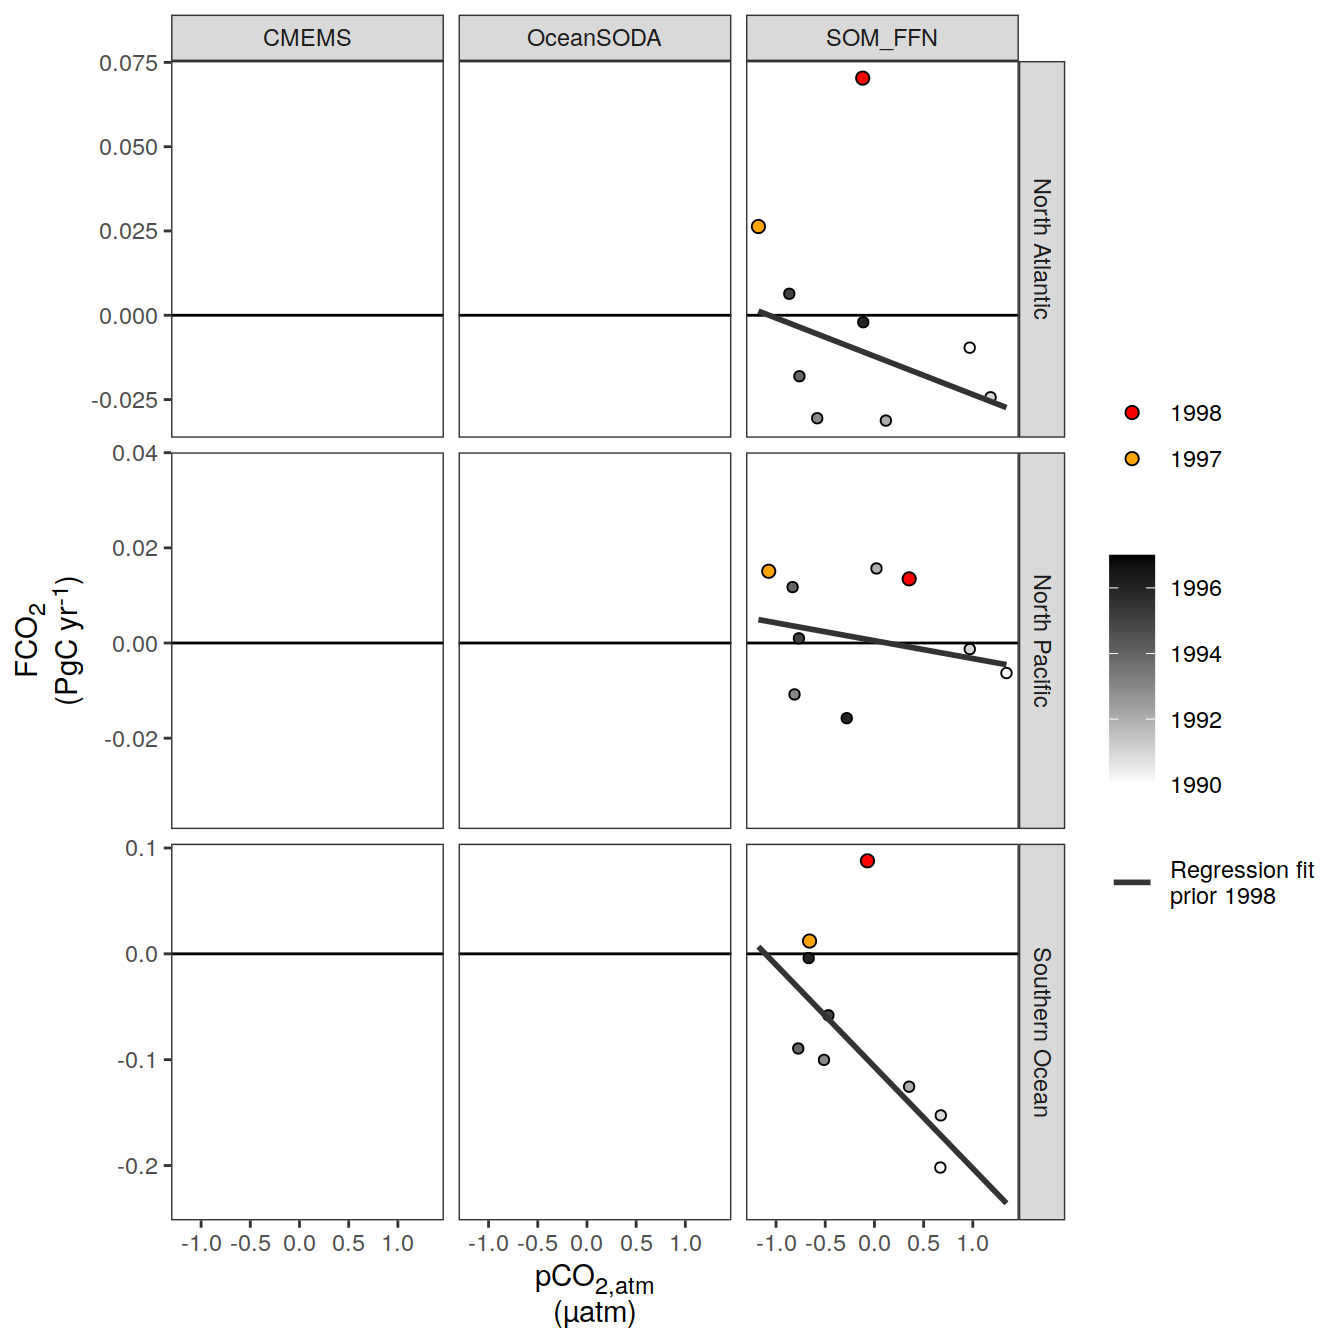 CMEMS OceanSODA SOM_FFN
0.075
0.050
0.025
0.000
-0.025
North Atlantic
0.04
0.02
0.00
-0.02
North Pacific
0.1
0.0
-0.1
-0.2
Southern Ocean
FCO2
(PgC yr-1)
-1.0 -0.5 0.0 0.5 1.0 -1.0 -0.5 0.0 0.5 1.0 -1.0 -0.5 0.0 0.5 1.0
pCO2,atm
(µatm)
1998
1997
1996
1994
1992
1990
Regression fit
prior 1998